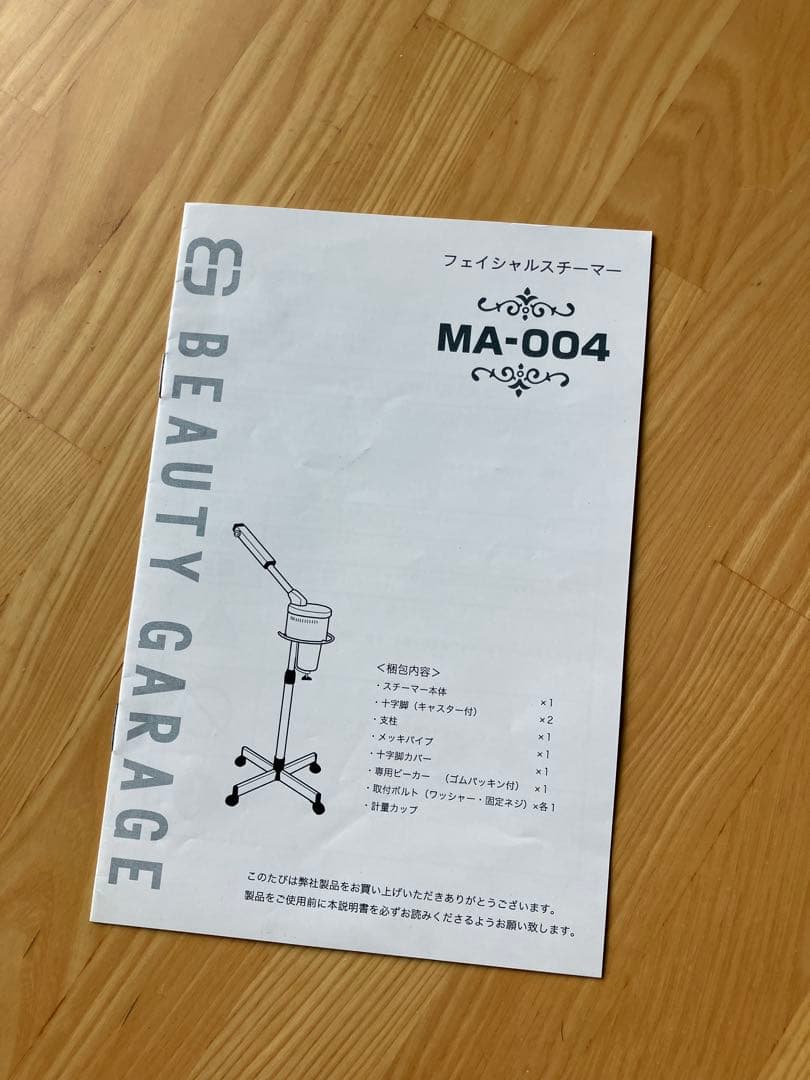 BEAUTY GARAGE
フェイシャルスチーマー
MA-004
＜梱包内容＞
・スチーマー本体 ×1
・十字脚（キャスター付） ×2
・支柱 ×1
・メッキパイプ ×1
・十字脚カバー ×1
・専用ビーカー （ゴムパッキン付） ×1
・取付ボルト（ワッシャー・固定ネジ）×各1
・計量カップ
このたびは弊社製品をお買い上げいただきありがとうございます。
製品をご使用前に本説明書を必ずお読みくださるようお願い致します。